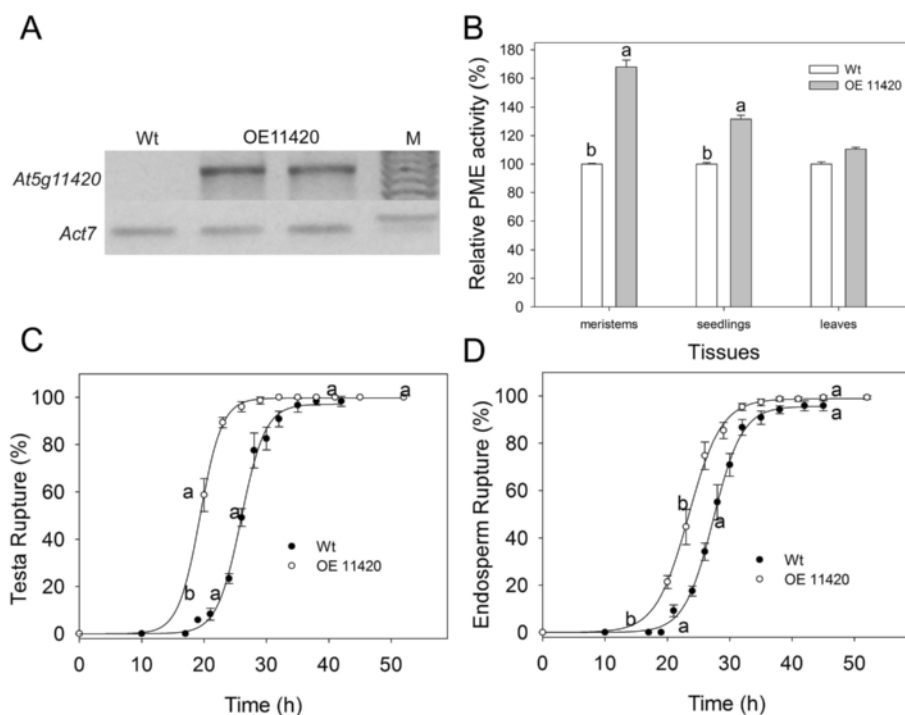 A
Wt OE11420 M
At5g11420
Act7
B
Relative PME activity (%)
180
160
140
120
100
80
60
40
20
0
b a
b a
Wt
OE 11420
meristems seedlings leaves
Tissues
C
Testa Rupture (%)
100
80
60
40
20
0
a a
a a
b a
Wt
OE 11420
0 10 20 30 40 50
Time (h)
D
Endosperm Rupture (%)
100
80
60
40
20
0
a
a
b
a
b a
Wt
OE 11420
0 10 20 30 40 50
Time (h)